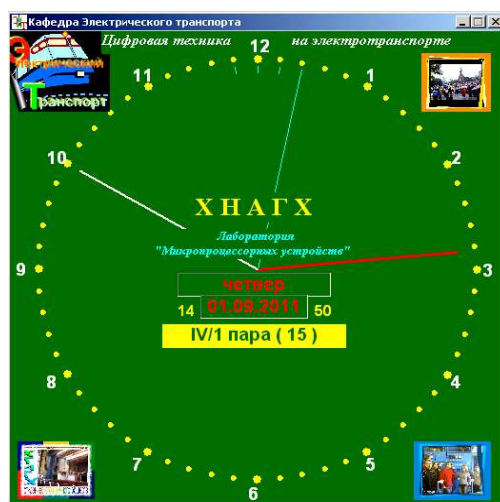 Кафедра Электрического транспорта
Цифровая техника на электротранспорте
Электрический
Транспорт
12
11
1
10
2
ХНАГХ
Лаборатория
"Микропроцессорных устройств"
9
3
четвер
14 01.09.2011 50
IV/1 пара ( 15 )
8
4
7
5
6